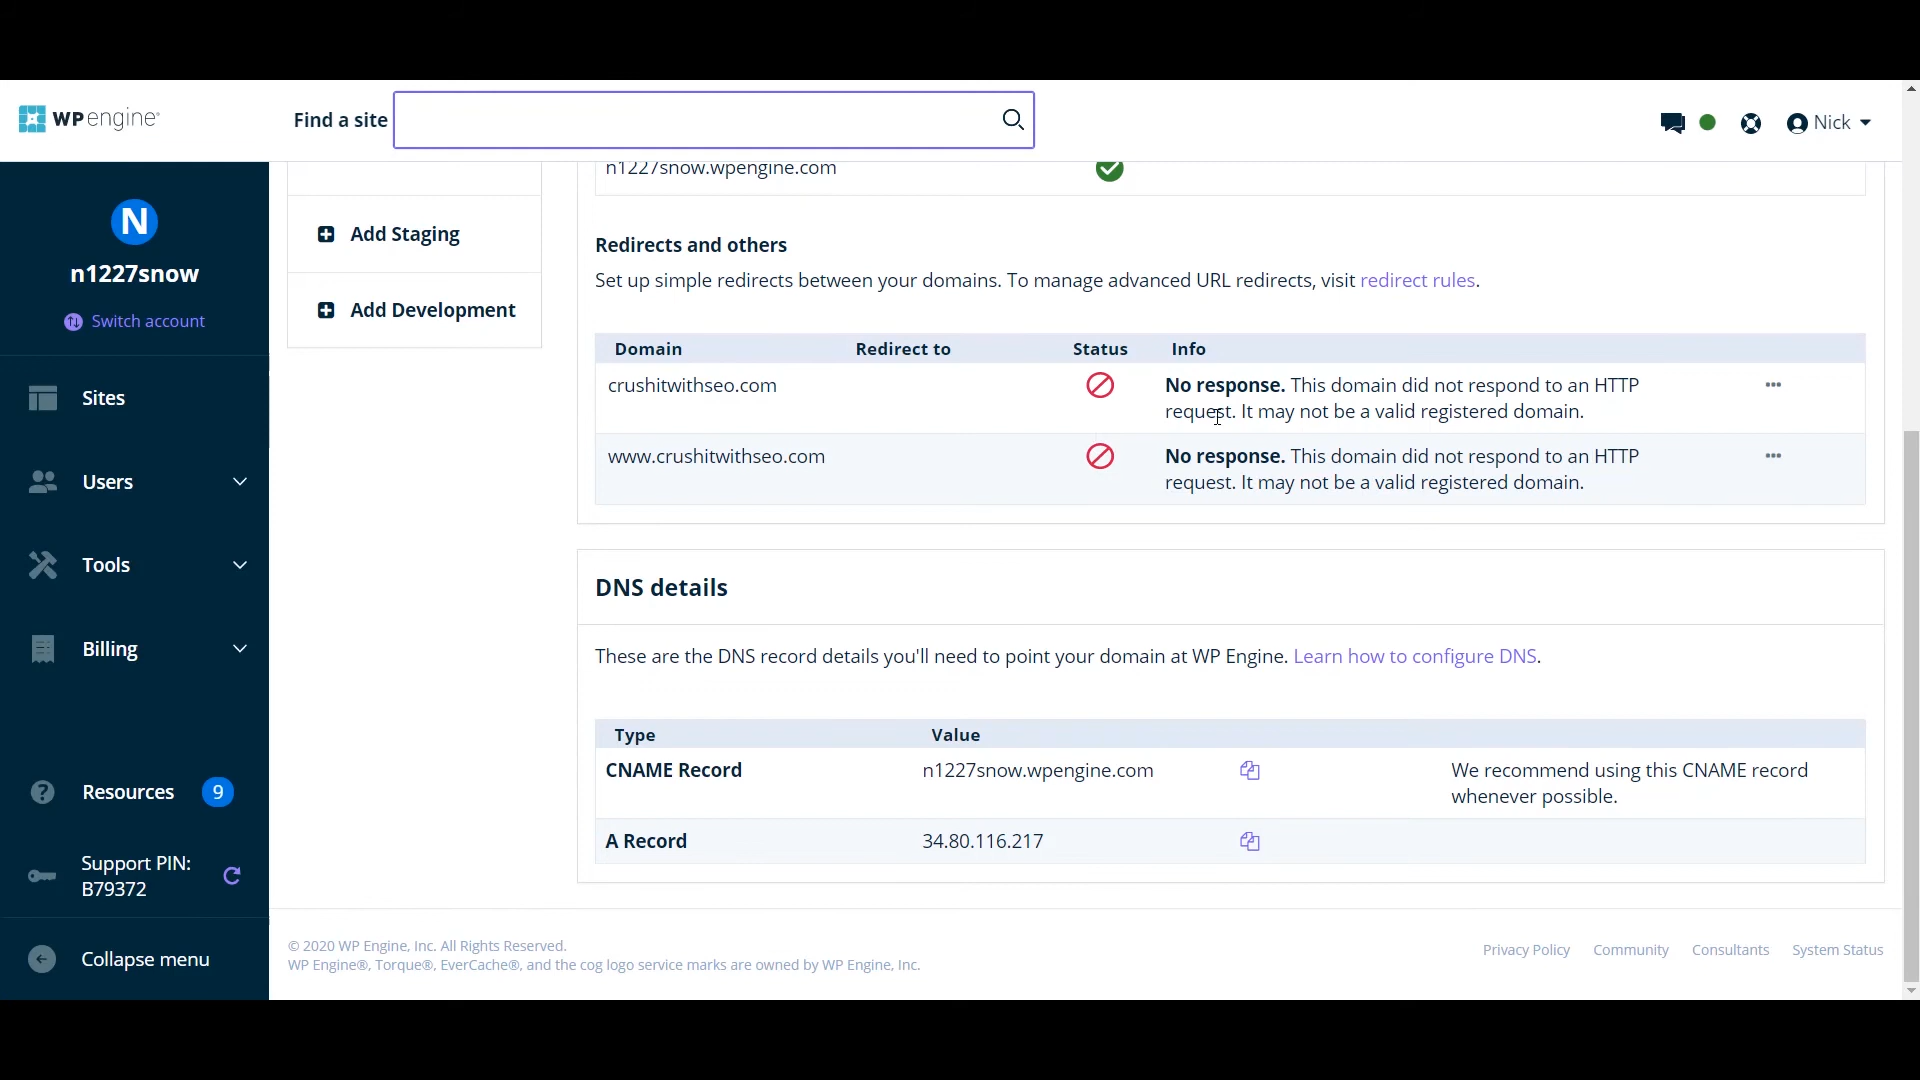 WP engine®
Find a site
Nick
N
n1227snow
Switch account
Sites
Users
Tools
Billing
Resources 9
Support PIN:
B79372
Collapse menu
Add Staging
Add Development
n1227snow.wpengine.com
Redirects and others
Set up simple redirects between your domains. To manage advanced URL redirects, visit redirect rules.
Domain Redirect to Status Info
crushitwithseo.com No response. This domain did not respond to an HTTP
request. It may not be a valid registered domain.
www.crushitwithseo.com No response. This domain did not respond to an HTTP
request. It may not be a valid registered domain.
DNS details
These are the DNS record details you'll need to point your domain at WP Engine. Learn how to configure DNS.
Type Value
CNAME Record n1227snow.wpengine.com We recommend using this CNAME record
whenever possible.
A Record 34.80.116.217
© 2020 WP Engine, Inc. All Rights Reserved.
WP Engine®, Torque®, EverCache®, and the cog logo service marks are owned by WP Engine, Inc.
Privacy Policy Community Consultants System Status